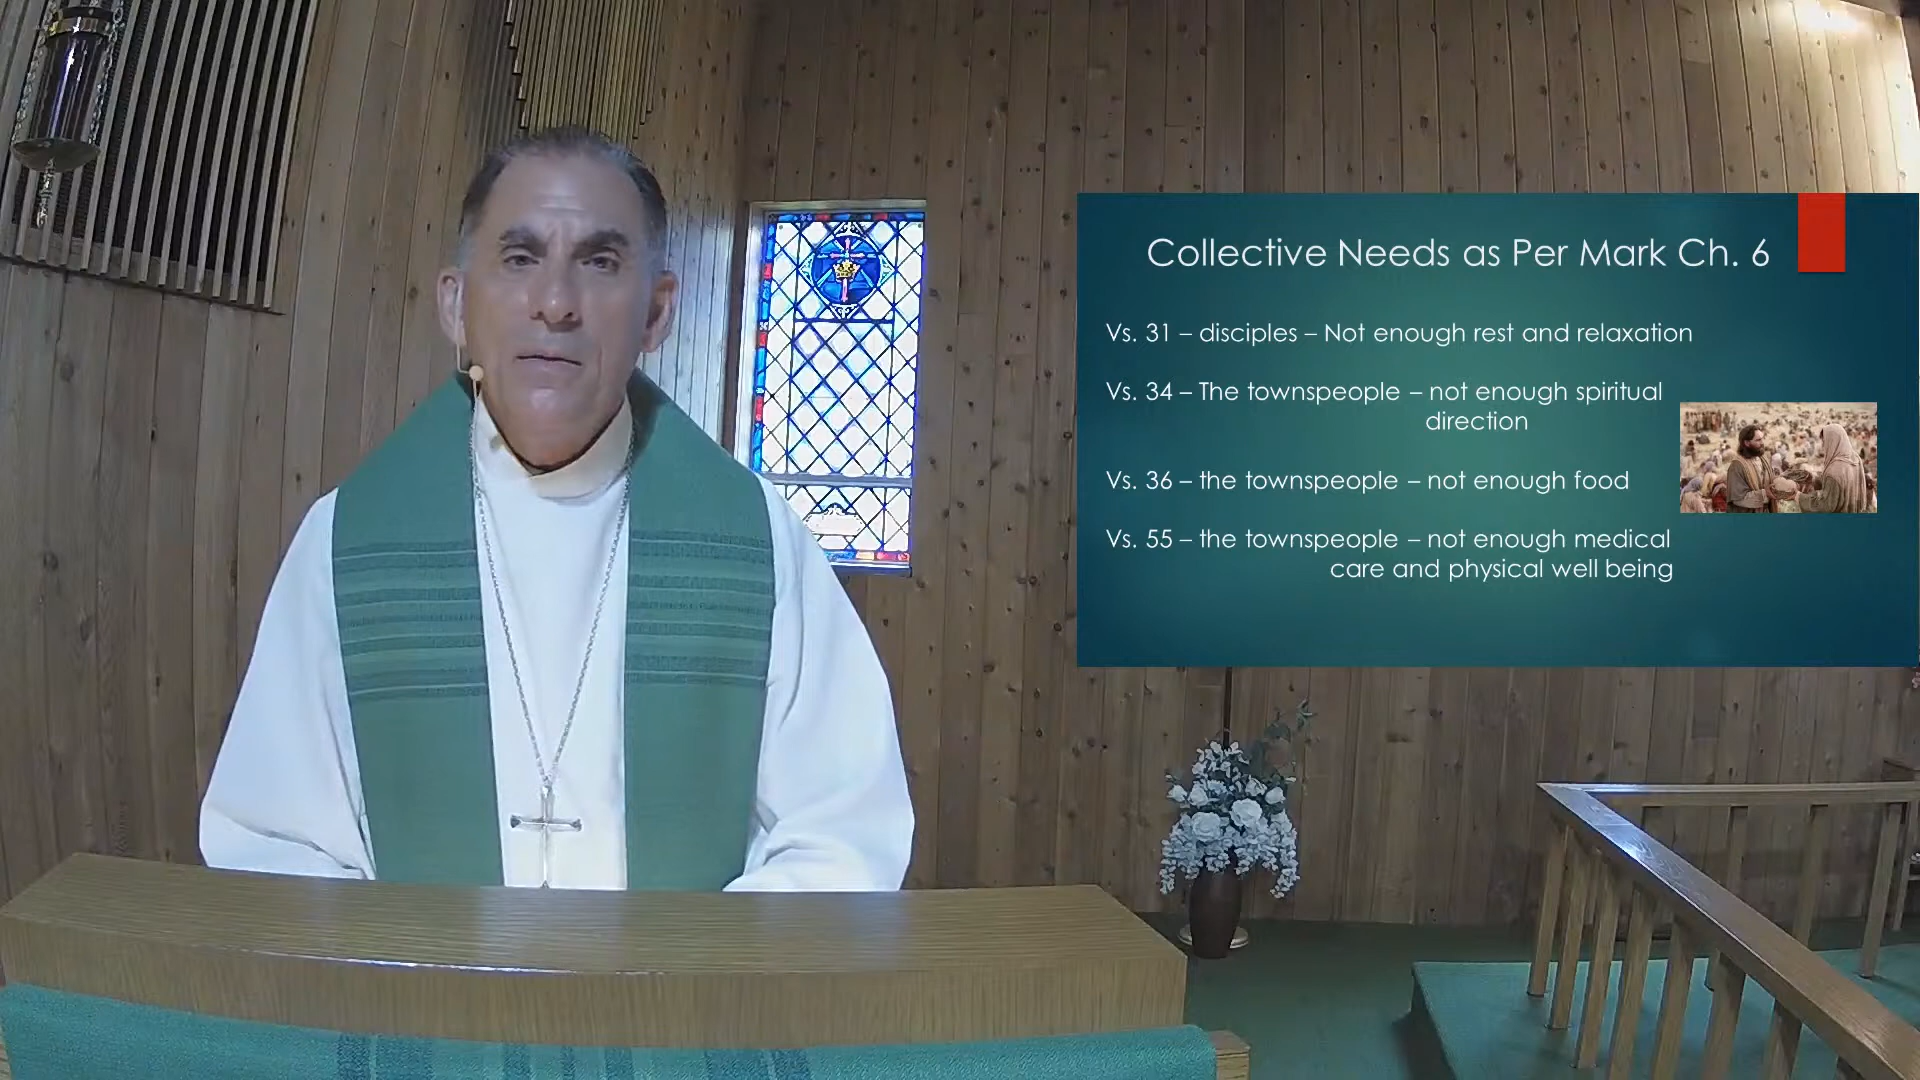 Collective Needs as Per Mark Ch. 6
Vs. 31 – disciples – Not enough rest and relaxation
Vs. 34 – The townspeople – not enough spiritual
direction
Vs. 36 – the townspeople – not enough food
Vs. 55 – the townspeople – not enough medical
care and physical well being